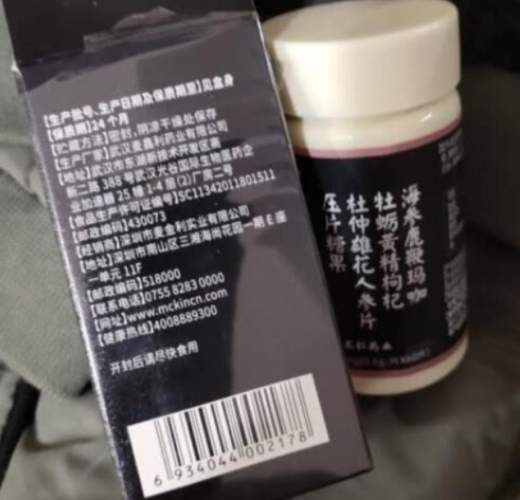 【生产批号、生产日期及保质期至】见盒身
【保质期】24个月
【贮藏方法】密封,阴凉干燥处保存
【生产厂家】武汉麦鑫利药业有限公司
【地址】武汉市东湖新技术开发区高
新二路388号武汉光谷国际生物医药企
业加速器25幢1-4层(2)厂房二号
【食品生产许可证编号】SC11342011801511
【邮政编码】430073
【经销商】深圳市麦金利实业有限公司
【地址】深圳市南山区三湘海尚花园一期E座
一单元11F
【邮政编码】518000
【联系电话】0755 8283 0000
【网址】www.mckincn.com
【健康热线】4008889300
开封后请尽快食用
6 934044 002178
海参鹿鞭玛咖
牡蛎黄精枸杞
杜仲雄花人参片
压片糖果